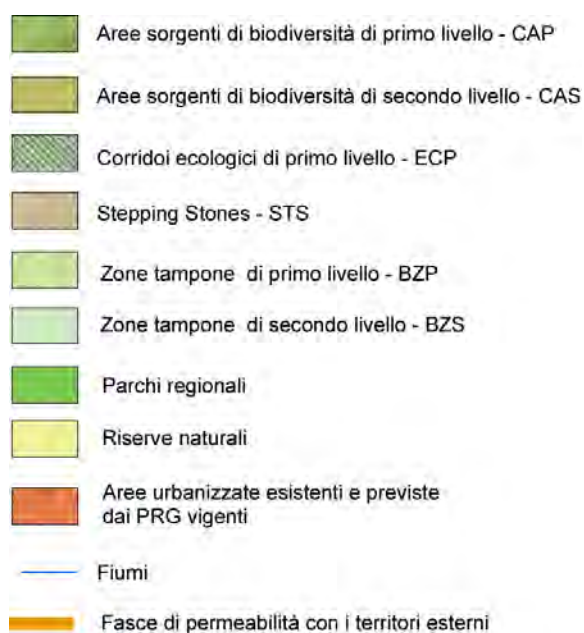 Aree sorgenti di biodiversità di primo livello - CAP
Aree sorgenti di biodiversità di secondo livello - CAS
Corridoi ecologici di primo livello - ECP
Stepping Stones - STS
Zone tampone di primo livello - BZP
Zone tampone di secondo livello - BZS
Parchi regionali
Riserve naturali
Aree urbanizzate esistenti e previste
dai PRG vigenti
Fiumi
Fasce di permeabilità con i territori esterni